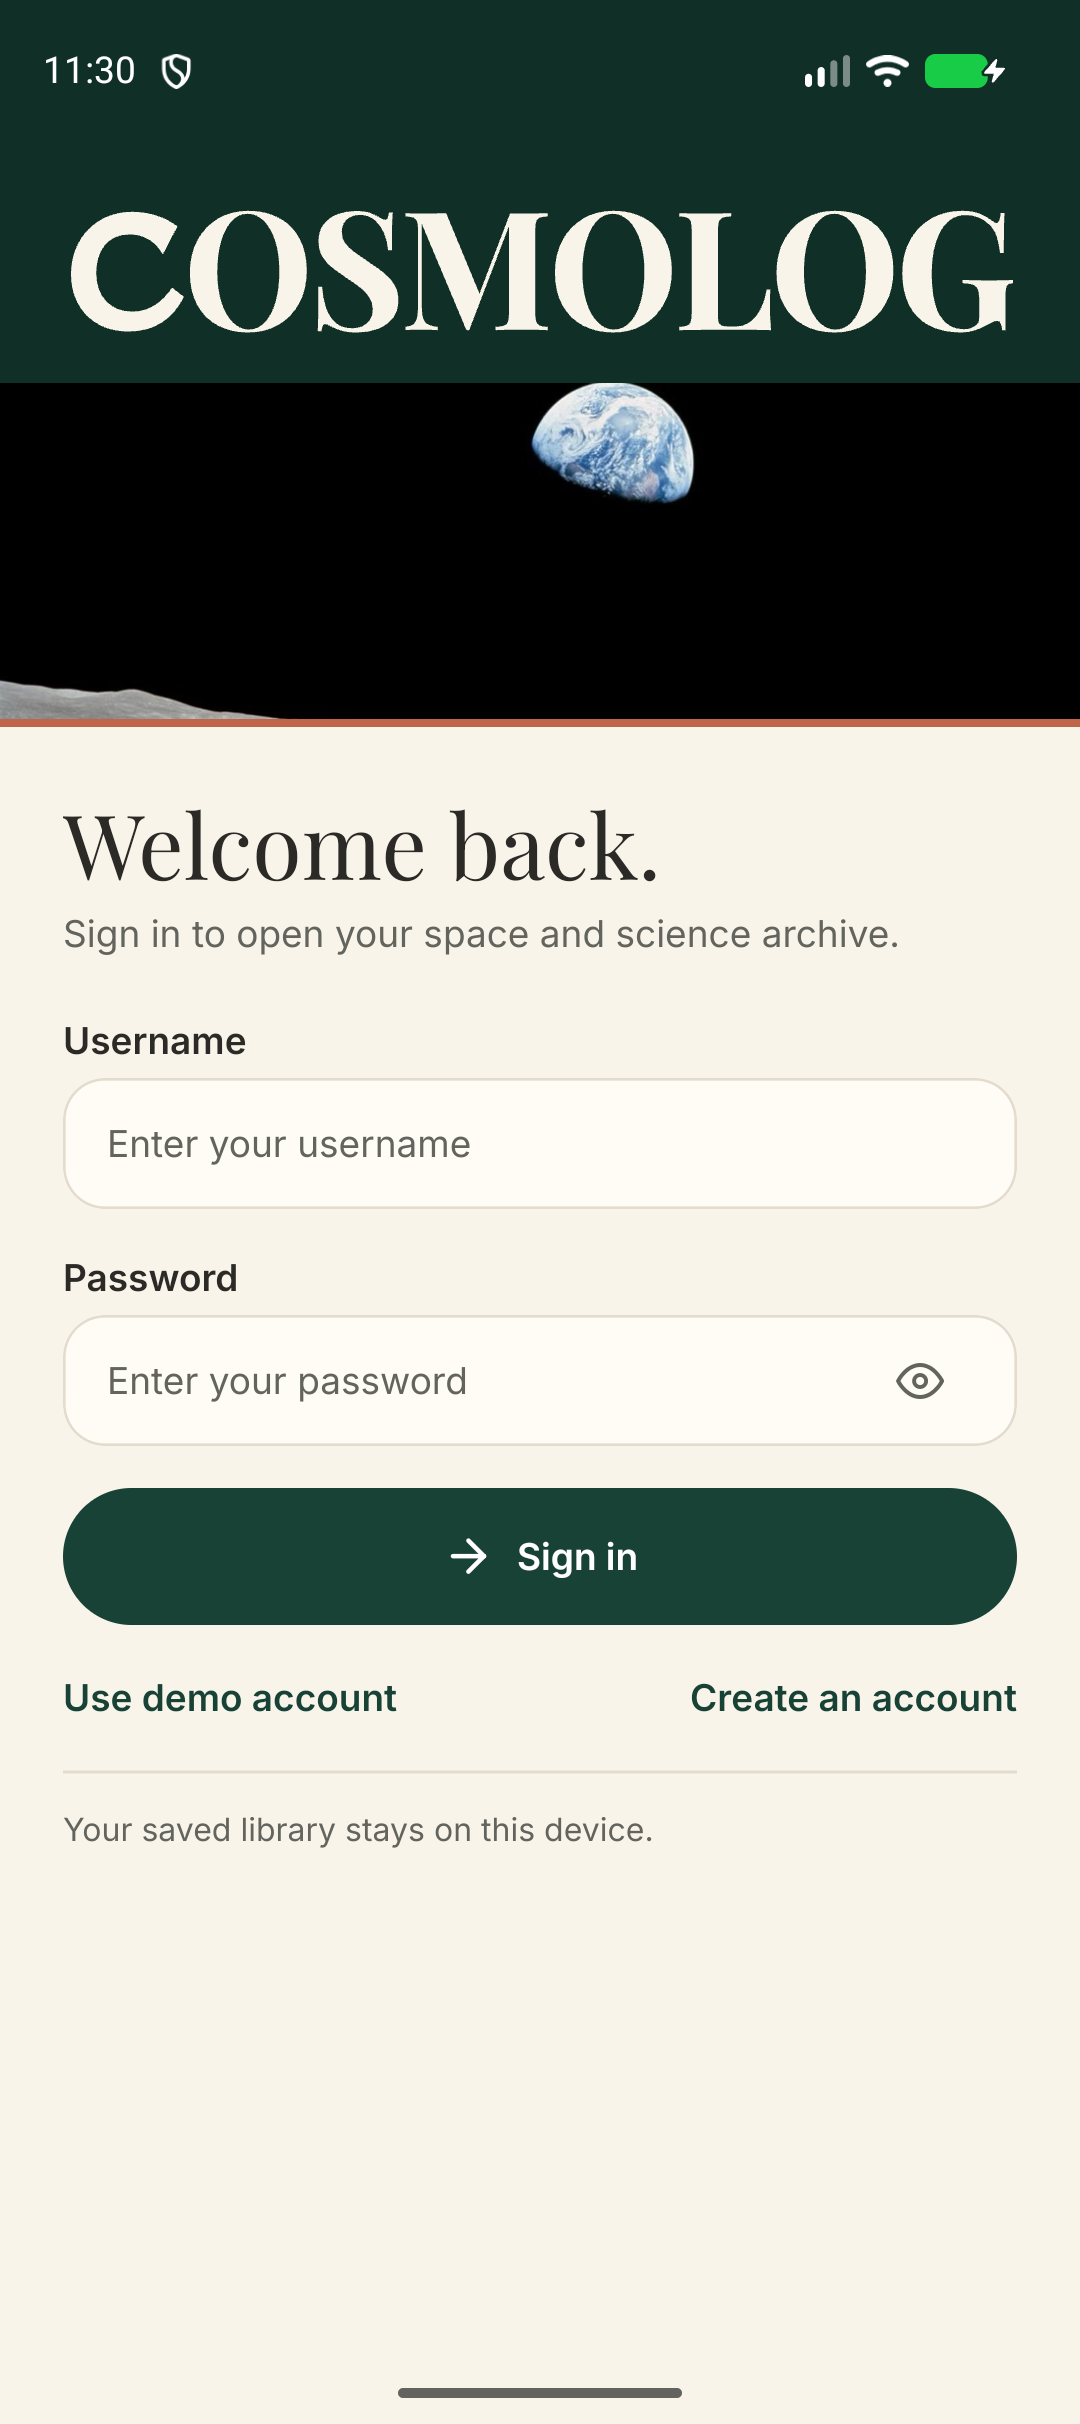 11:30
COSMOLOG
Welcome back.
Sign in to open your space and science archive.
Username
Enter your username
Password
Enter your password
Sign in
Use demo account
Create an account
Your saved library stays on this device.